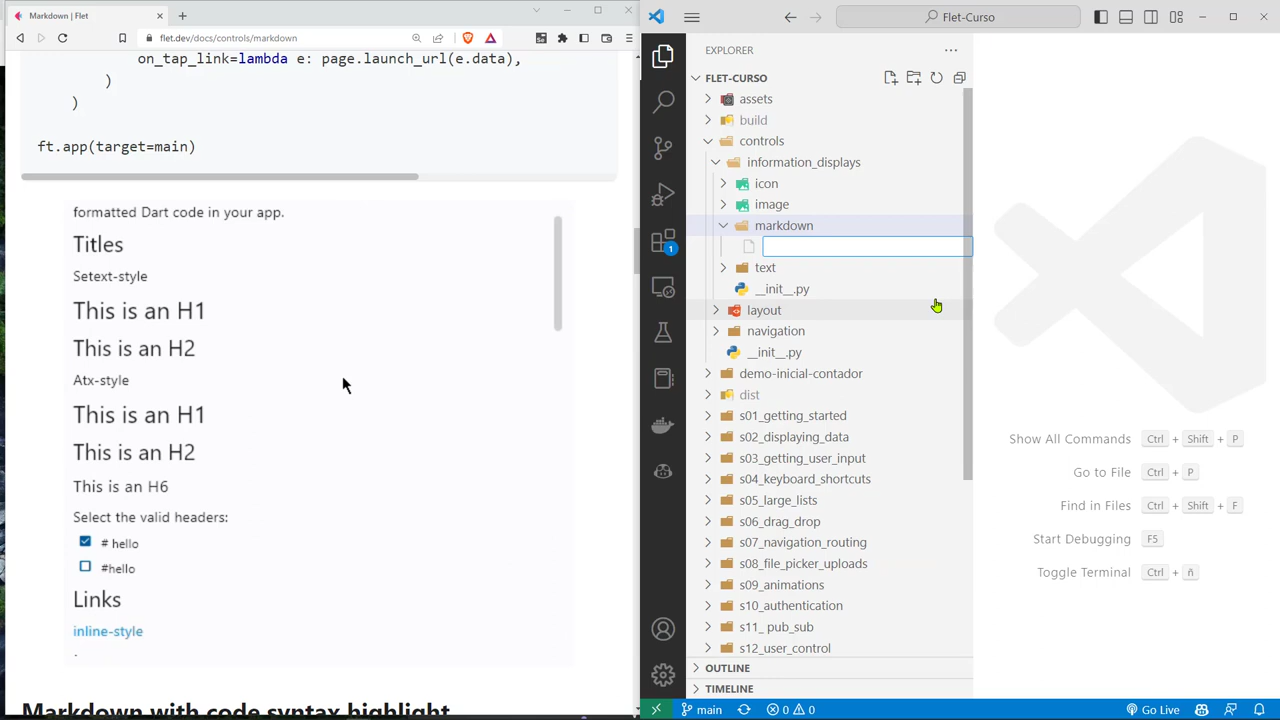 Markdown | Flet
flet.dev/docs/controls/markdown
on_tap_link=lambda e: page.launch_url(e.data),
)
)
ft.app(target=main)
formatted Dart code in your app.
Titles
Setext-style
This is an H1
This is an H2
Atx-style
This is an H1
This is an H2
This is an H6
Select the valid headers:
# hello
#hello
Links
inline-style
Markdown with code syntax highlight
Flet-Curso
EXPLORER
FLET-CURSO
assets
build
controls
information_displays
icon
image
markdown
text
__init__.py
layout
navigation
__init__.py
demo-inicial-contador
dist
s01_getting_started
s02_displaying_data
s03_getting_user_input
s04_keyboard_shortcuts
s05_large_lists
s06_drag_drop
s07_navigation_routing
s08_file_picker_uploads
s09_animations
s10_authentication
s11_ pub_sub
s12_user_control
OUTLINE
TIMELINE
1
Show All Commands Ctrl + Shift + P
Go to File Ctrl + P
Find in Files Ctrl + Shift + F
Start Debugging F5
Toggle Terminal Ctrl + ñ
main 0 0 Go Live